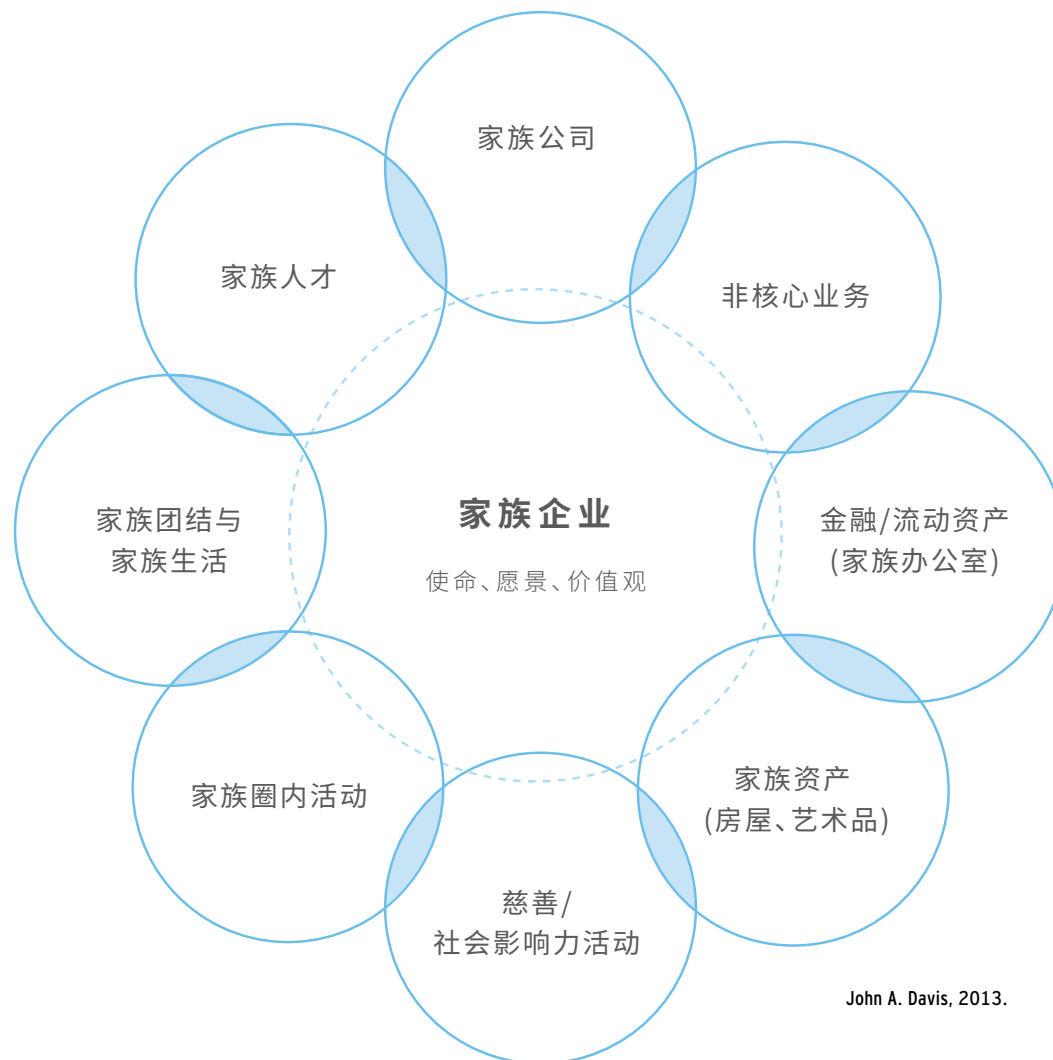 家族公司
家族人才
非核心业务
家族企业
使命、愿景、价值观
家族团结与
家族生活
金融/流动资产
(家族办公室)
家族圈内活动
家族资产
(房屋、艺术品)
慈善/
社会影响力活动
John A. Davis, 2013.